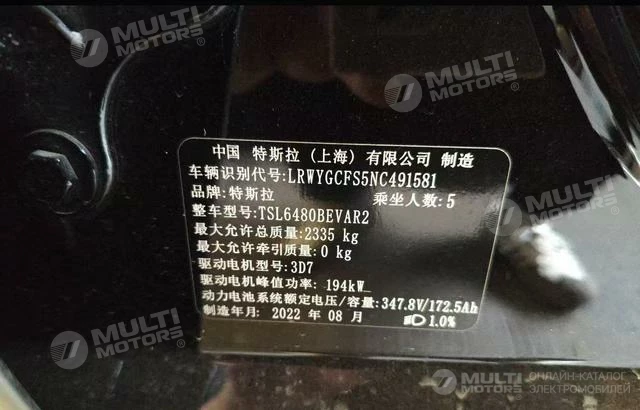 MULTI
MOTORS®
MULTI
MOTORS®
中国 特斯拉（上海）有限公司 制造
车辆识别代号:LRWYGCFS5NC491581
品牌:特斯拉 乘坐人数:5
整车型号:TSL6480BEVAR2
最大允许总质量:2335 kg
最大允许牵引质量:0 kg
驱动电机型号:3D7
驱动电机峰值功率: 194kW
动力电池系统额定电压/容量:347.8V/172.5Ah
制造年月: 2022 年 08 月 1.0%
MULTI
MOTORS®
MULTI
MOTORS
ОНЛАЙН-КАТАЛОГ
ЭЛЕКТРОМОБИЛЕЙ